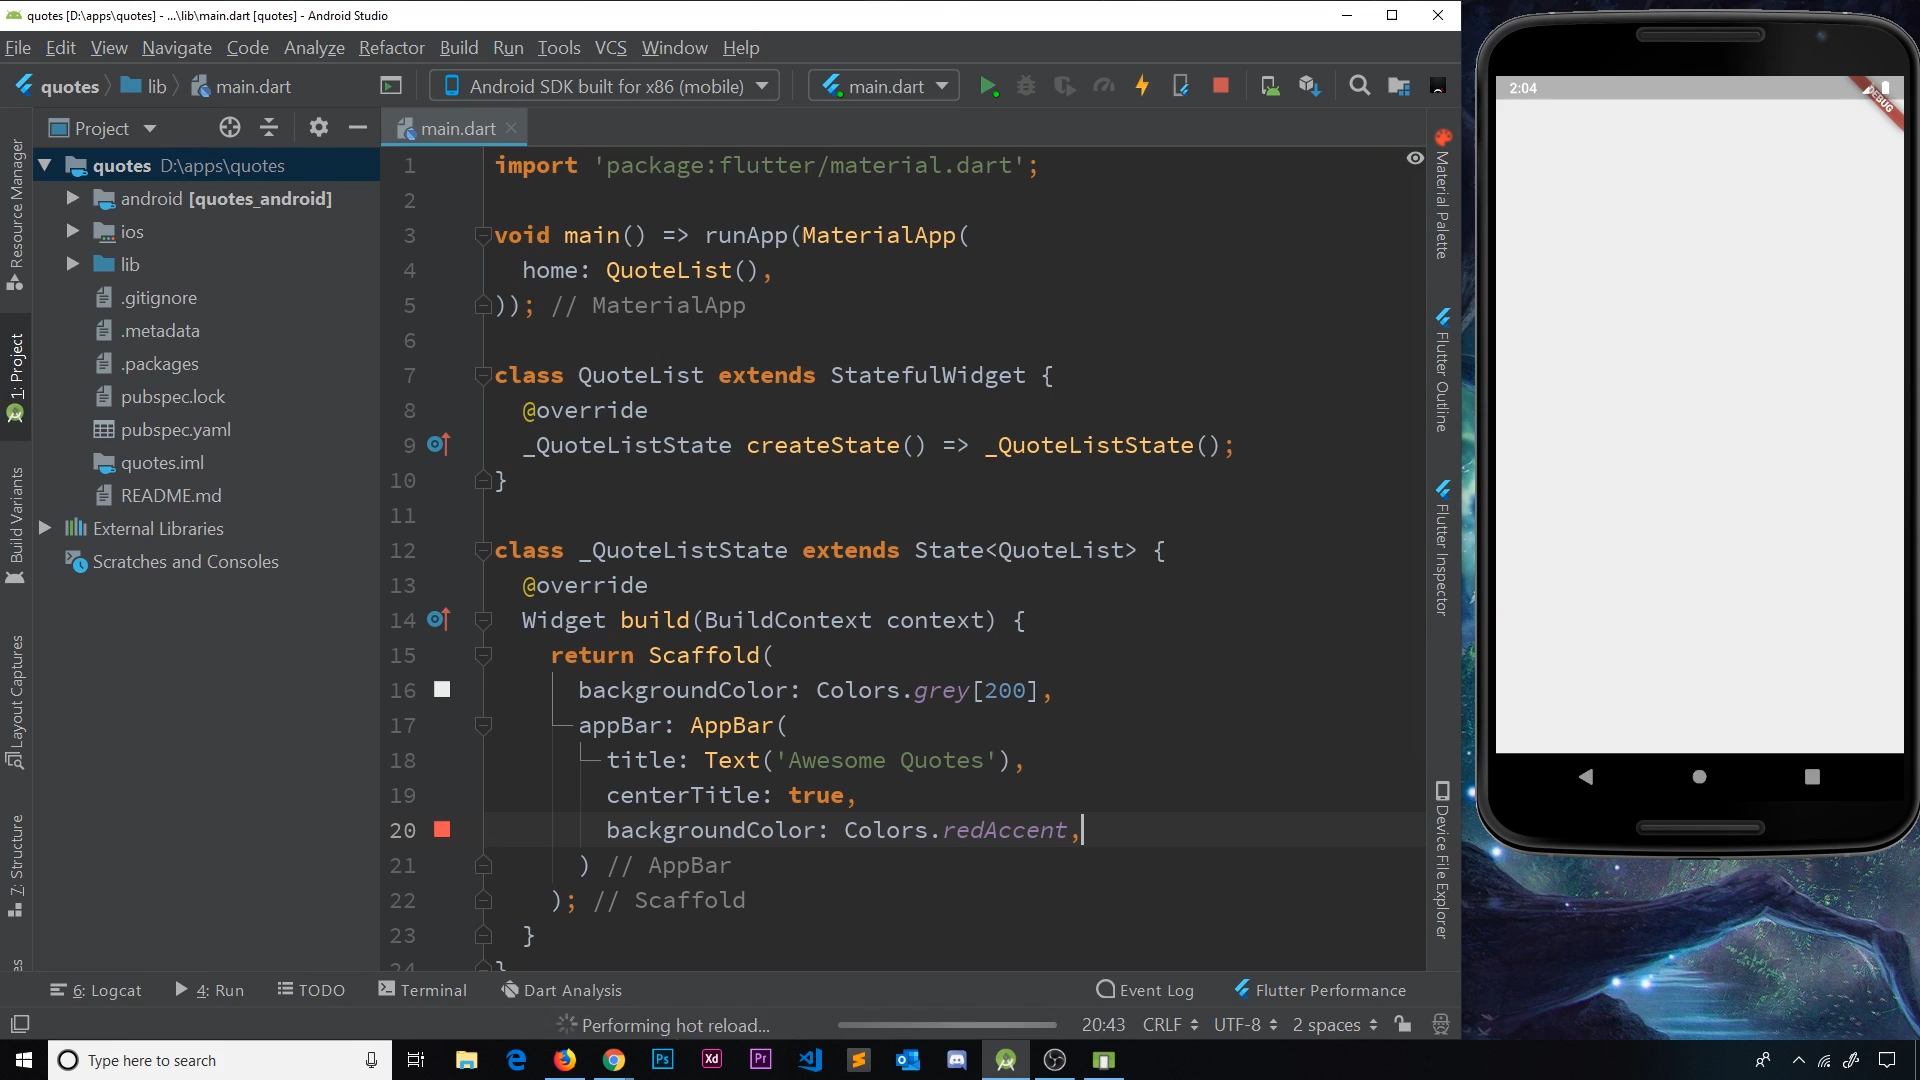 quotes [D:\apps\quotes] - ...\lib\main.dart [quotes] - Android Studio
File Edit View Navigate Code Analyze Refactor Build Run Tools VCS Window Help
quotes lib main.dart Android SDK built for x86 (mobile) main.dart
Project main.dart
quotes D:\apps\quotes
android [quotes_android]
ios
lib
.gitignore
.metadata
.packages
pubspec.lock
pubspec.yaml
quotes.iml
README.md
External Libraries
Scratches and Consoles
Resource Manager
1: Project
Build Variants
Layout Captures
7: Structure
1 import 'package:flutter/material.dart';
2
3 void main() => runApp(MaterialApp(
4 home: QuoteList(),
5 )); // MaterialApp
6
7 class QuoteList extends StatefulWidget {
8 @override
9 _QuoteListState createState() => _QuoteListState();
10 }
11
12 class _QuoteListState extends State<QuoteList> {
13 @override
14 Widget build(BuildContext context) {
15 return Scaffold(
16 backgroundColor: Colors.grey[200],
17 appBar: AppBar(
18 title: Text('Awesome Quotes'),
19 centerTitle: true,
20 backgroundColor: Colors.redAccent,
21 ) // AppBar
22 ); // Scaffold
23 }
24 }
Material Palette
Flutter Outline
Flutter Inspector
Device File Explorer
2:04
DEBUG
6: Logcat 4: Run TODO Terminal Dart Analysis Event Log Flutter Performance
Performing hot reload... 20:43 CRLF UTF-8 2 spaces
Type here to search
Ps
Xd
Pr